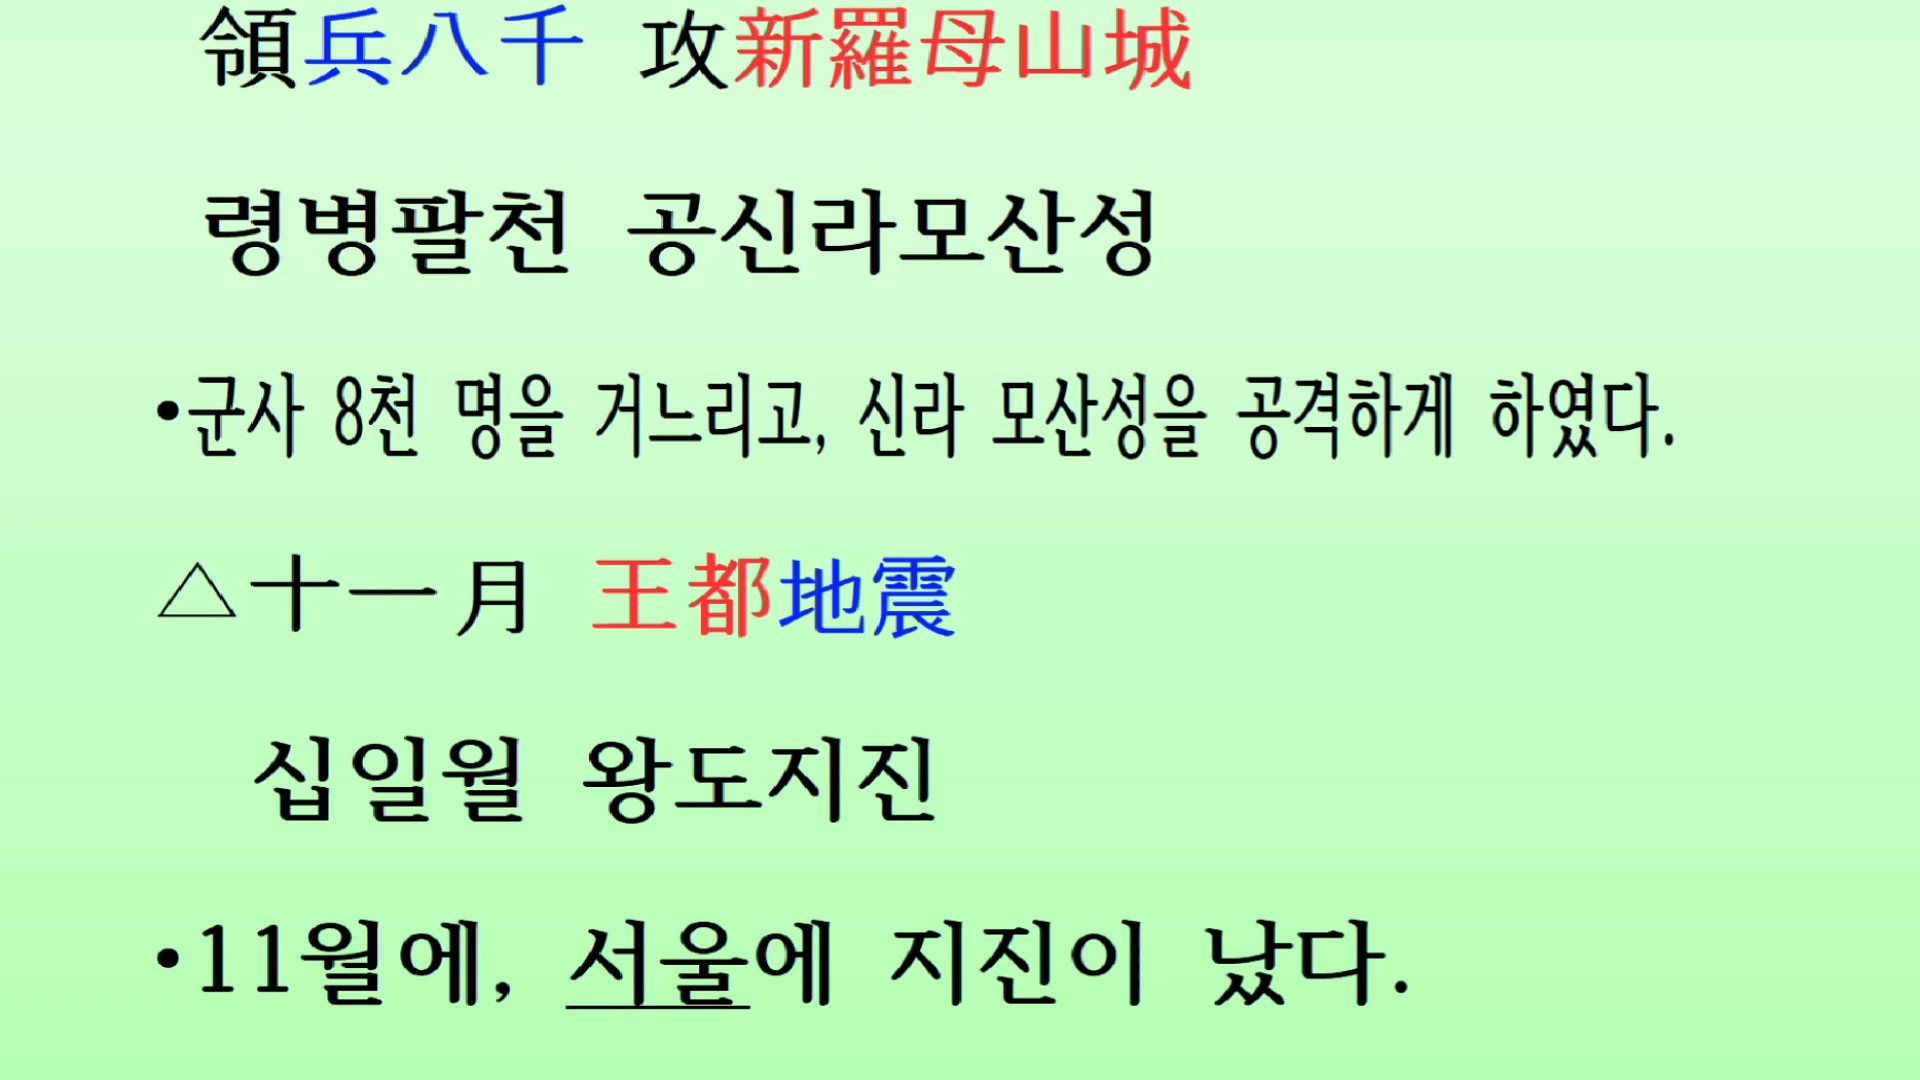 領兵八千 攻新羅母山城
령병팔천 공신라모산성
•군사 8천 명을 거느리고, 신라 모산성을 공격하게 하였다.
△十一月 王都地震
십일월 왕도지진
•11월에, 서울에 지진이 났다.